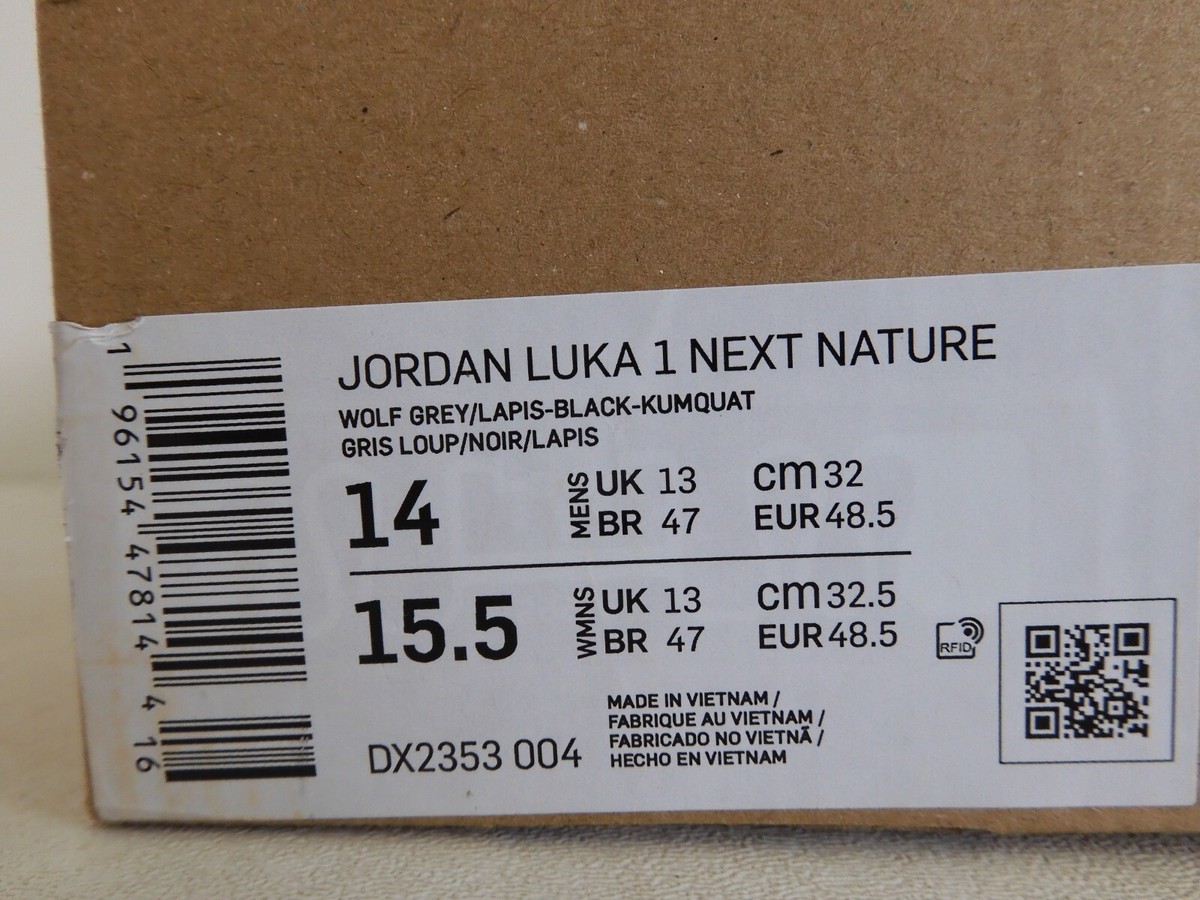 JORDAN LUKA 1 NEXT NATURE
WOLF GREY/LAPIS-BLACK-KUMQUAT
GRIS LOUP/NOIR/LAPIS
14 MENS UK 13 cm 32
BR 47 EUR 48.5
15.5 WMNS UK 13 cm 32.5
BR 47 EUR 48.5
RFID
MADE IN VIETNAM /
FABRIQUE AU VIETNAM /
FABRICADO NO VIETNÃ /
HECHO EN VIETNAM
DX2353 004
1 96154 47814 4 16